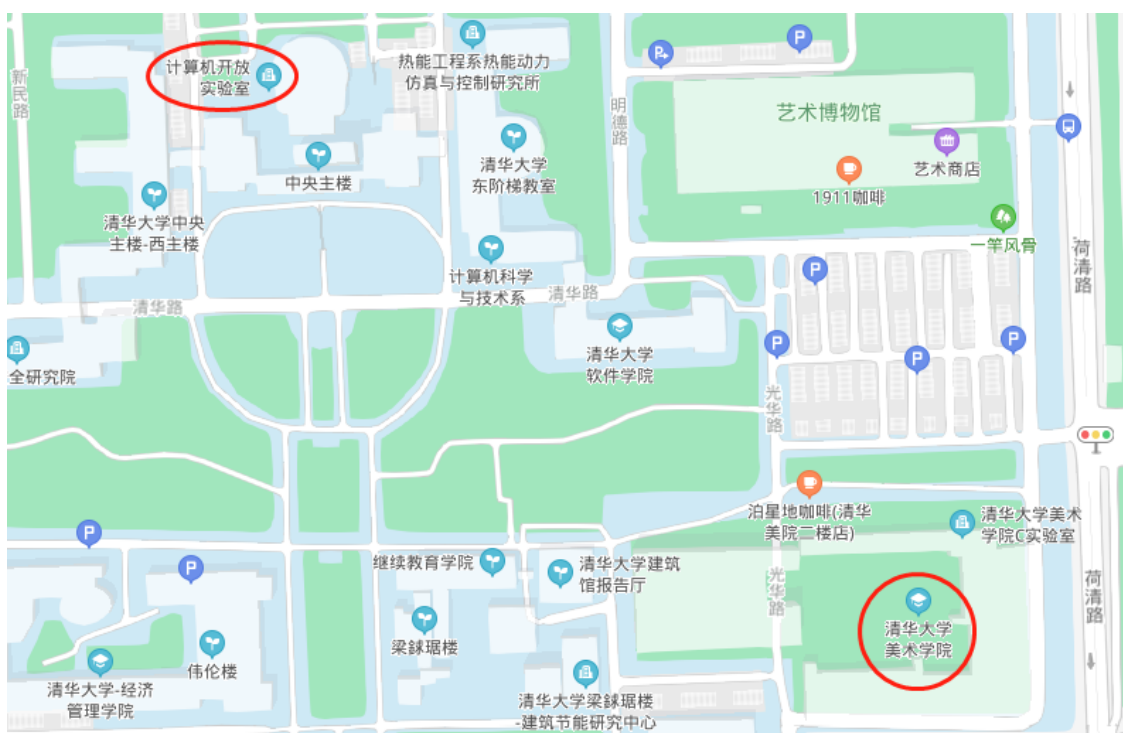 新民路
计算机开放
实验室
热能工程系热能动力
仿真与控制研究所
明德路
艺术博物馆
艺术商店
1911咖啡
中央主楼
清华大学
东阶梯教室
清华大学中央
主楼-西主楼
一竿风骨
荷清路
计算机科学
与技术系
清华路
清华路
全研究院
清华大学
软件学院
光华路
泊星地咖啡(清华
美院二楼店)
清华大学美术
学院C实验室
继续教育学院
清华大学建筑
馆报告厅
光华路
荷清路
清华大学
美术学院
梁銶琚楼
伟伦楼
清华大学-经济
管理学院
清华大学梁銶琚楼
-建筑节能研究中心
P
P
P
P
P
P
P
P